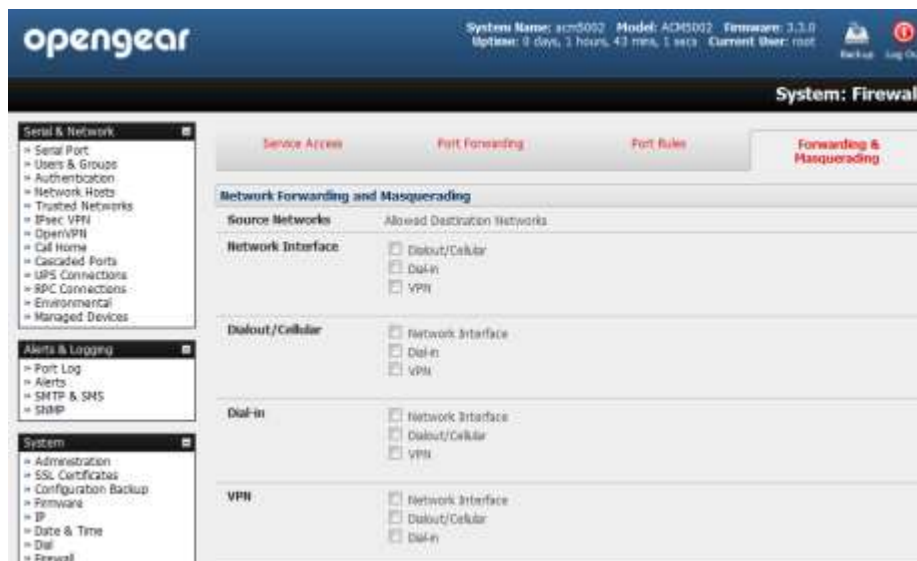 opengear
System Name: acm5002 Model: ACM5002 Firmware: 3.3.0
Uptime: 0 days, 1 hours, 43 mins, 1 secs Current User: root
Backup Log Ou
System: Firewal
Serial & Network
» Serial Port
» Users & Groups
» Authentication
» Network Hosts
» Trusted Networks
» IPsec VPN
» OpenVPN
» Call Home
» Cascaded Ports
» UPS Connections
» RPC Connections
» Environmental
» Managed Devices
Alerts & Logging
» Port Log
» Alerts
» SMTP & SMS
» SNMP
System
» Administration
» SSL Certificates
» Configuration Backup
» Firmware
» IP
» Date & Time
» Dial
» Firewall
Service Access Port Forwarding Port Rules Forwarding & Masquerading
Network Forwarding and Masquerading
Source Networks Allowed Destination Networks
Network Interface
Dialout/Cellular
Dial-in
VPN
Dialout/Cellular
Network Interface
Dial-in
VPN
Dial-in
Network Interface
Dialout/Cellular
VPN
VPN
Network Interface
Dialout/Cellular
Dial-in